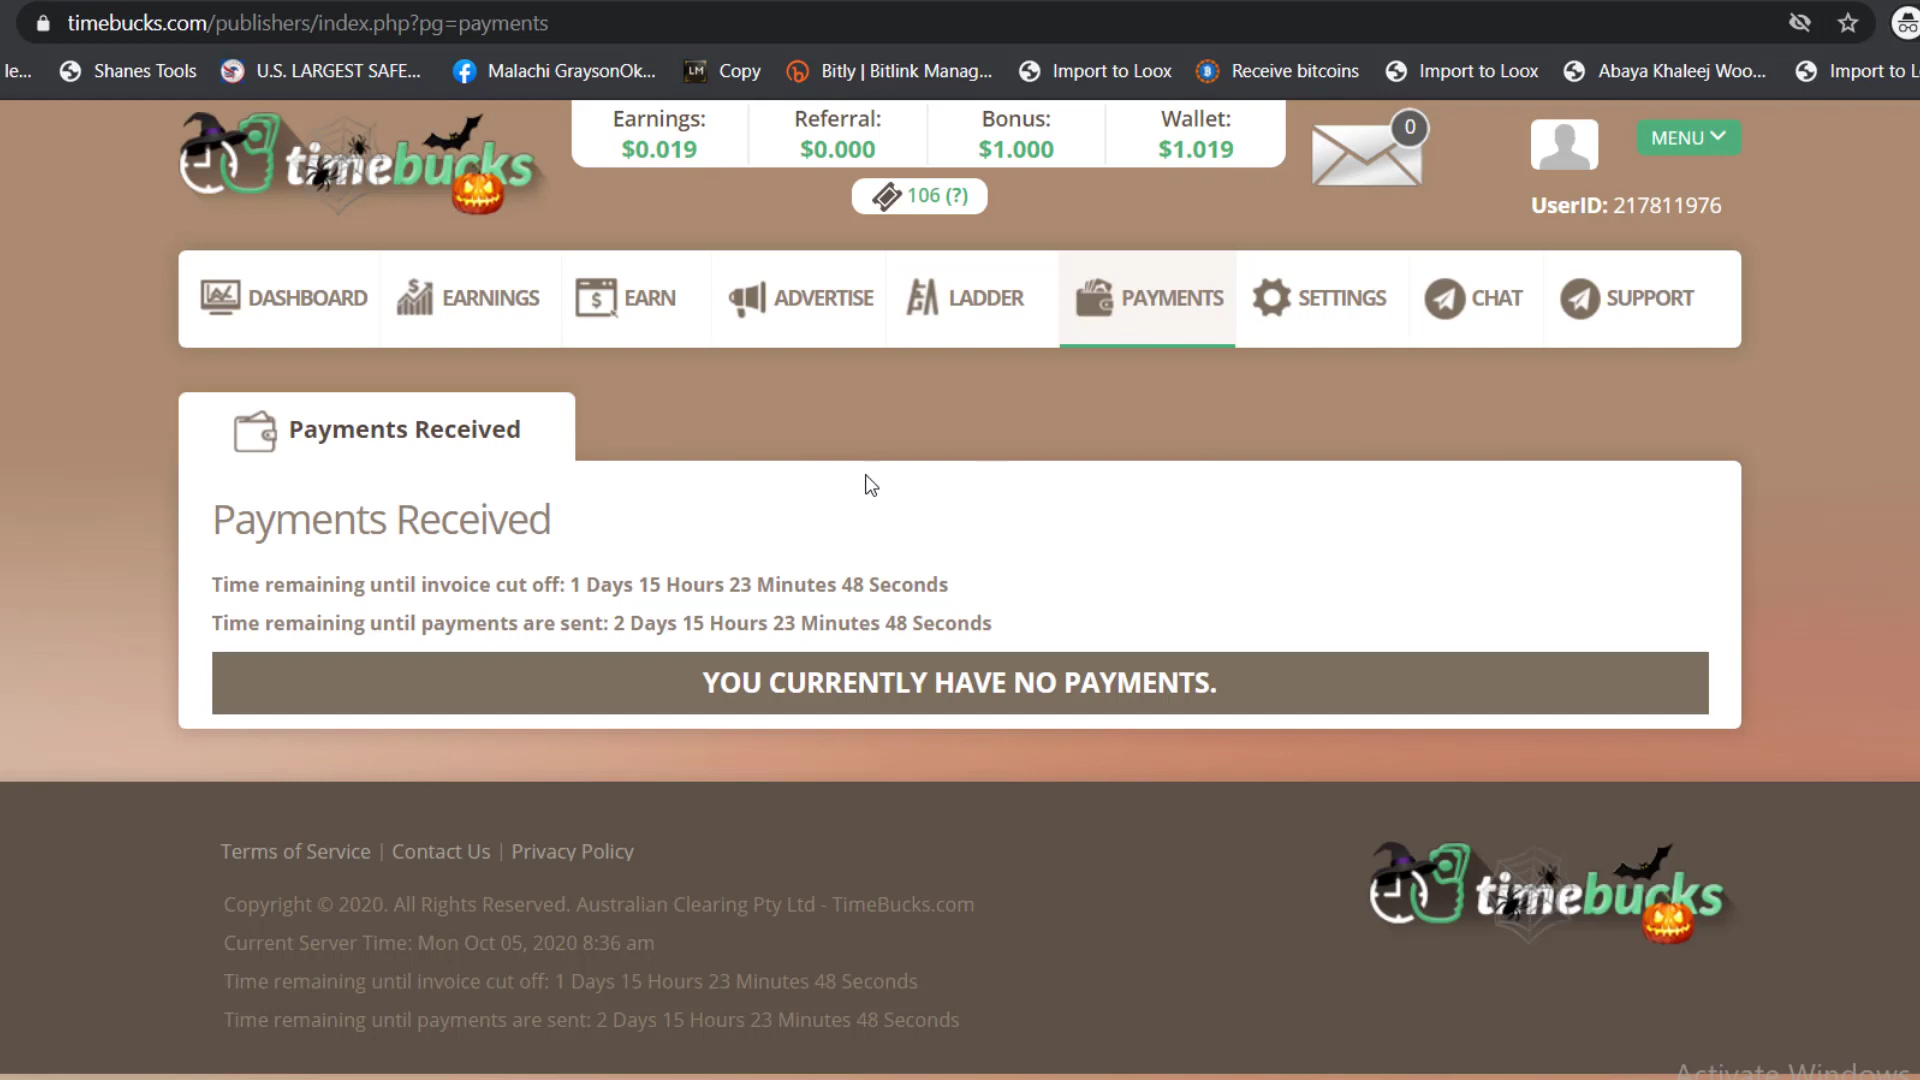 timebucks.com/publishers/index.php?pg=payments
le... Shanes Tools U.S. LARGEST SAFE... Malachi GraysonOk... LM Copy Bitly | Bitlink Manag... Import to Loox Receive bitcoins Import to Loox Abaya Khaleej Woo... Import to L
timebucks
Earnings: Referral: Bonus: Wallet:
$0.019 $0.000 $1.000 $1.019
106 (?)
0
MENU
UserID: 217811976
DASHBOARD EARNINGS EARN ADVERTISE LADDER PAYMENTS SETTINGS CHAT SUPPORT
Payments Received
Payments Received
Time remaining until invoice cut off: 1 Days 15 Hours 23 Minutes 48 Seconds
Time remaining until payments are sent: 2 Days 15 Hours 23 Minutes 48 Seconds
YOU CURRENTLY HAVE NO PAYMENTS.
Terms of Service | Contact Us | Privacy Policy
timebucks
Copyright © 2020. All Rights Reserved. Australian Clearing Pty Ltd - TimeBucks.com
Current Server Time: Mon Oct 05, 2020 8:36 am
Time remaining until invoice cut off: 1 Days 15 Hours 23 Minutes 48 Seconds
Time remaining until payments are sent: 2 Days 15 Hours 23 Minutes 48 Seconds
Activate Windows